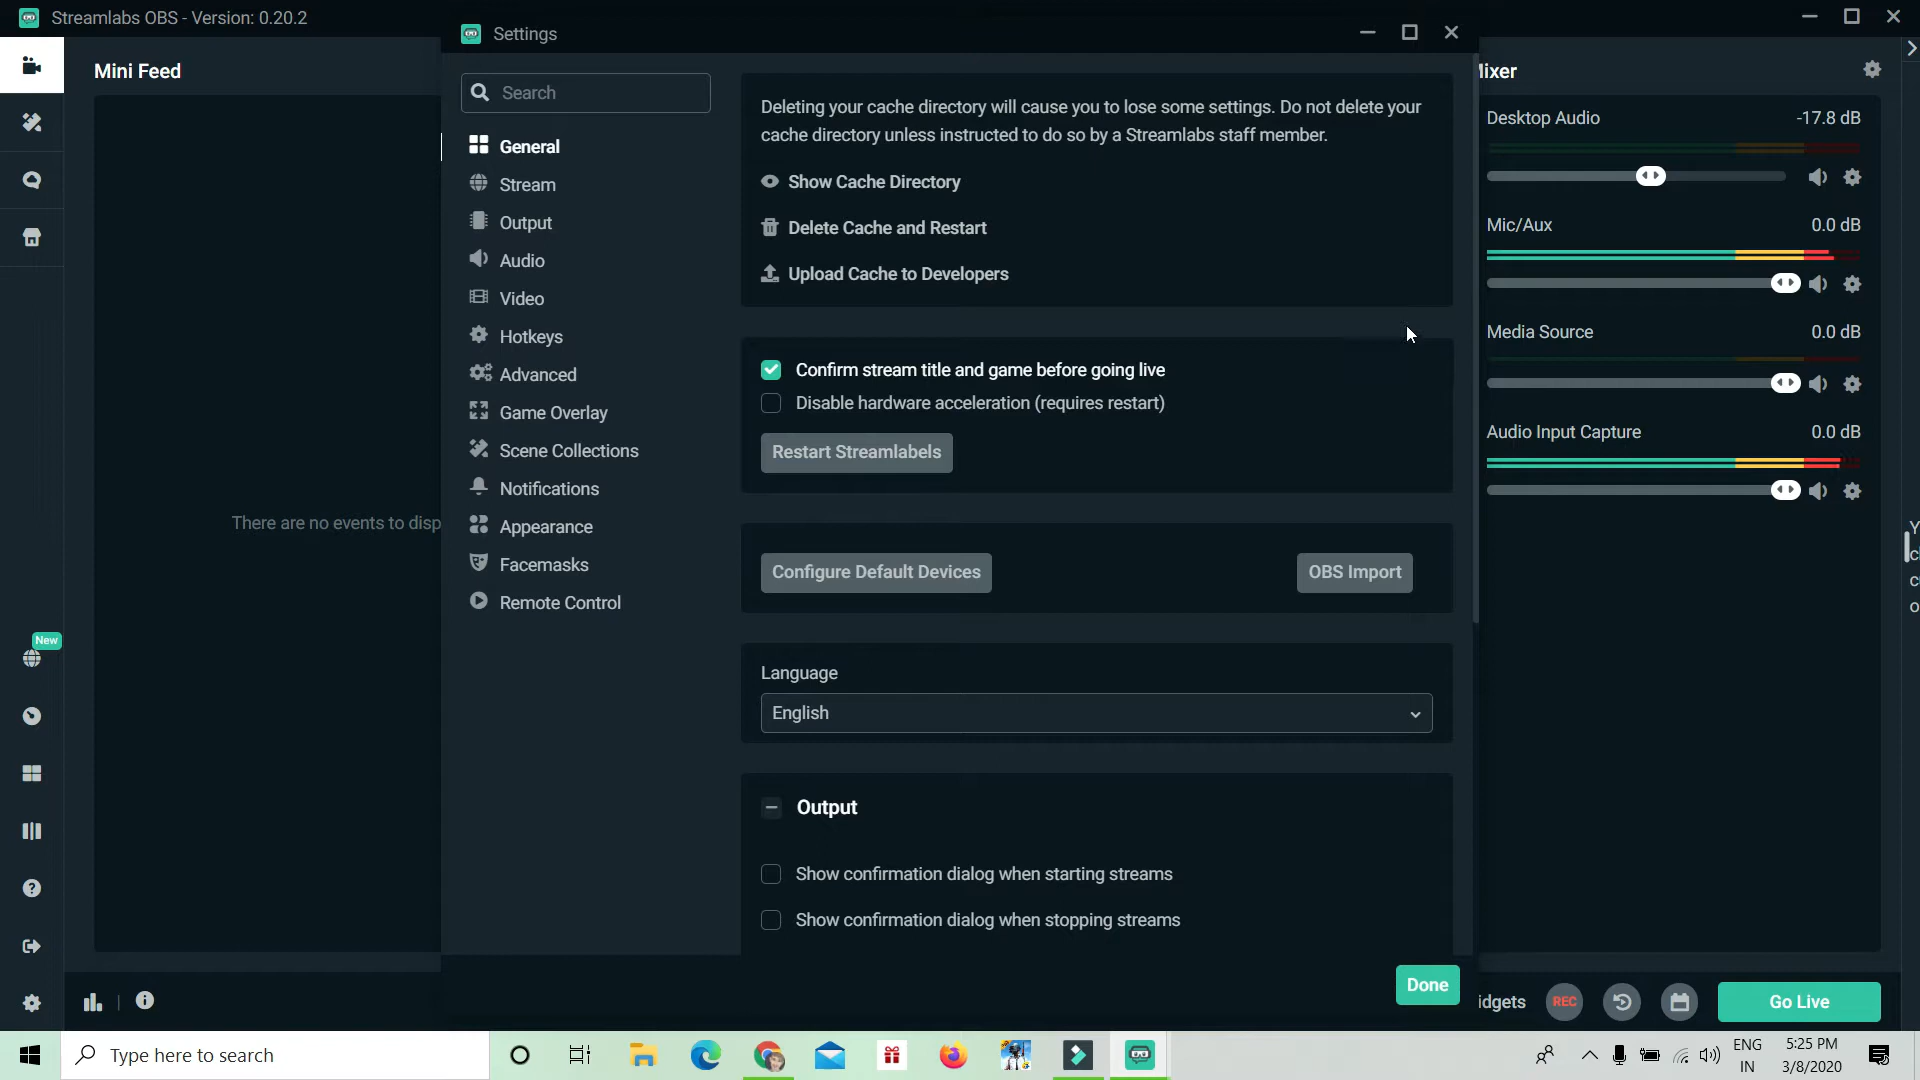 Streamlabs OBS - Version: 0.20.2
Settings
Mini Feed
There are no events to disp
New
Search
General
Stream
Output
Audio
Video
Hotkeys
Advanced
Game Overlay
Scene Collections
Notifications
Appearance
Facemasks
Remote Control
Deleting your cache directory will cause you to lose some settings. Do not delete your
cache directory unless instructed to do so by a Streamlabs staff member.
Show Cache Directory
Delete Cache and Restart
Upload Cache to Developers
Confirm stream title and game before going live
Disable hardware acceleration (requires restart)
Restart Streamlabels
Configure Default Devices
OBS Import
Language
English
Output
Show confirmation dialog when starting streams
Show confirmation dialog when stopping streams
Done
Mixer
Desktop Audio -17.8 dB
Mic/Aux 0.0 dB
Media Source 0.0 dB
Audio Input Capture 0.0 dB
idgets
REC
Go Live
Type here to search
ENG
IN
5:25 PM
3/8/2020